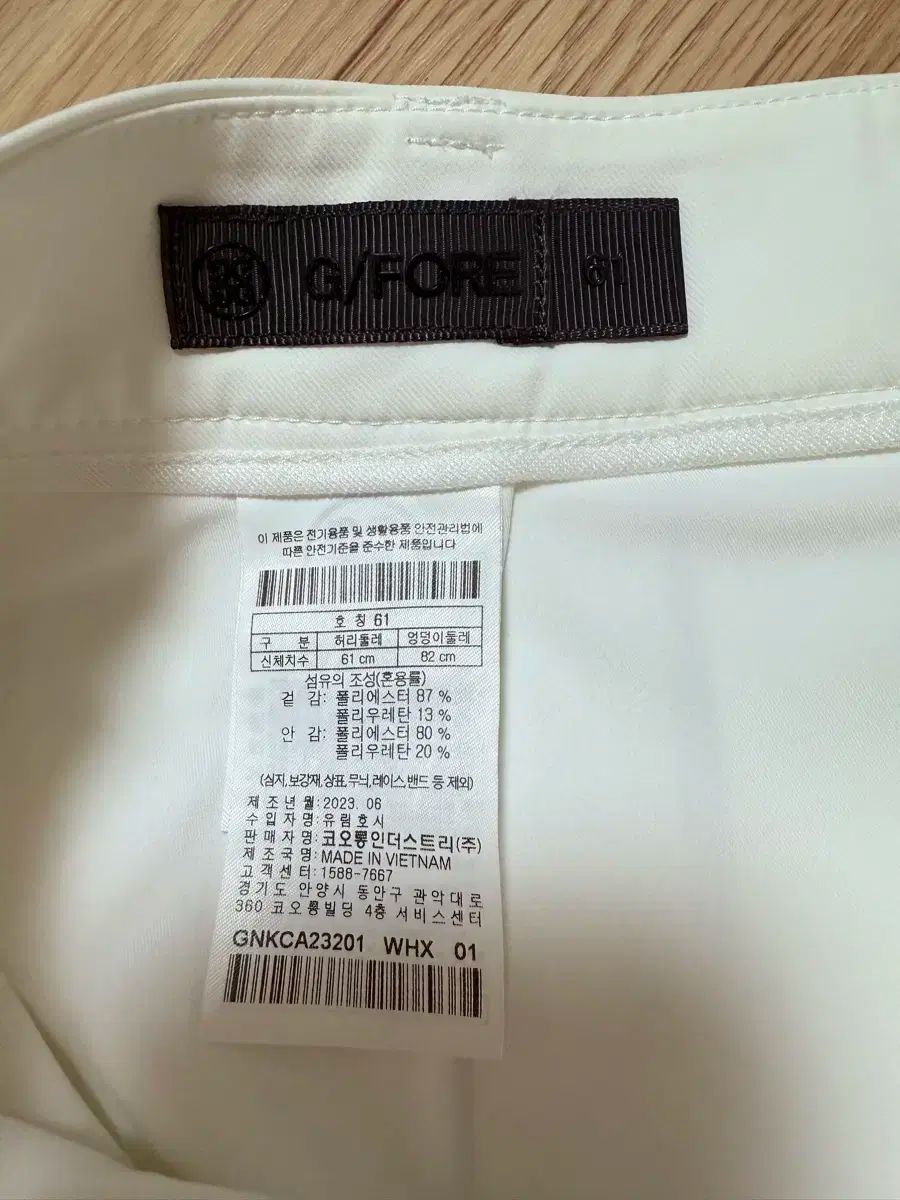 G/FORE 61
이 제품은 전기용품 및 생활용품 안전관리법에
따른 안전기준을 준수한 제품입니다
호 칭 61
구 분 허리둘레 엉덩이둘레
신체치수 61 cm 82 cm
섬유의 조성(혼용률)
겉 감: 폴리에스터 87 %
폴리우레탄 13 %
안 감: 폴리에스터 80 %
폴리우레탄 20 %
(심지,보강재,상표,무늬,레이스,밴드 등 제외)
제조년월:2023. 06
수입자명:유림호시
판매자명:코오롱인더스트리(주)
제조국명:MADE IN VIETNAM
고객센터:1588-7667
경기도 안양시 동안구 관악대로
360 코오롱빌딩 4층 서비스센터
GNKCA23201 WHX 01